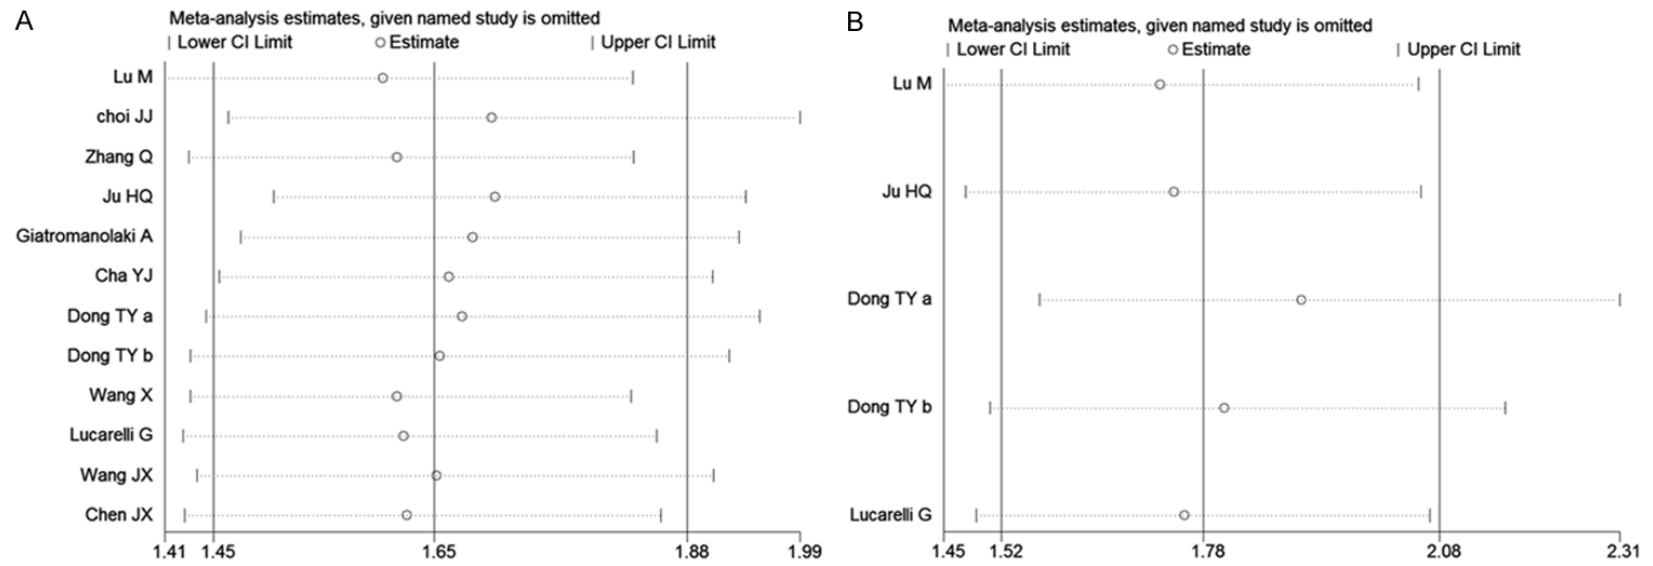 A
Meta-analysis estimates, given named study is omitted
| Lower CI Limit ○ Estimate | Upper CI Limit
Lu M
choi JJ
Zhang Q
Ju HQ
Giatromanolaki A
Cha YJ
Dong TY a
Dong TY b
Wang X
Lucarelli G
Wang JX
Chen JX
1.41 1.45 1.65 1.88 1.99
B
Meta-analysis estimates, given named study is omitted
| Lower CI Limit ○ Estimate | Upper CI Limit
Lu M
Ju HQ
Dong TY a
Dong TY b
Lucarelli G
1.45 1.52 1.78 2.08 2.31